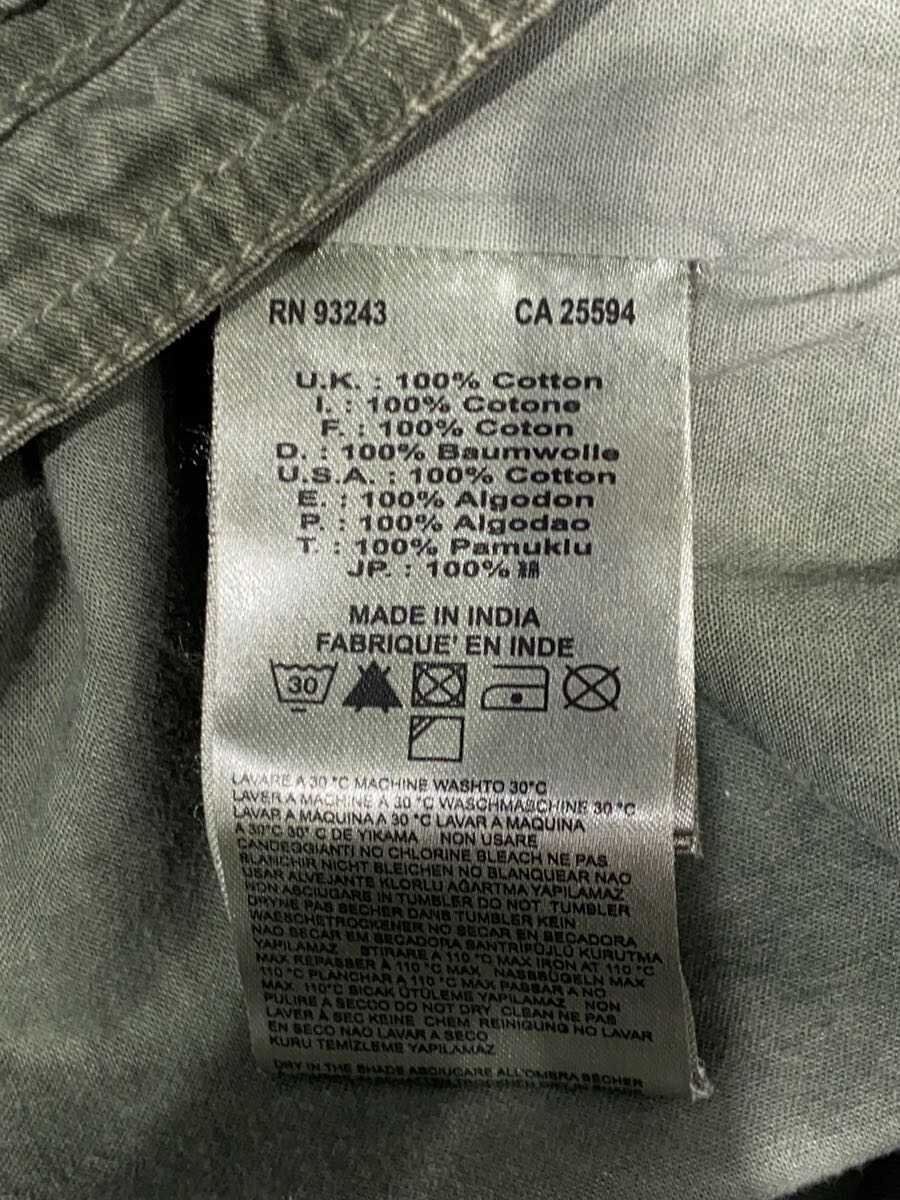 RN 93243 CA 25594
U.K. : 100% Cotton
I. : 100% Cotone
F. : 100% Coton
D. : 100% Baumwolle
U.S.A. : 100% Cotton
E. : 100% Algodon
P. : 100% Algodao
T. : 100% Pamuklu
JP. : 100% 綿
MADE IN INDIA
FABRIQUE' EN INDE
30
LAVARE A 30 °C MACHINE WASHTO 30°C
LAVER A MACHINE A 30 °C WASCHMASCHINE 30 °C
LAVAR A MAQUINA A 30 °C LAVAR A MAQUINA
A 30°C 30° C DE YIKAMA NON USARE
CANDEGGIANTI NO CHLORINE BLEACH NE PAS
BLANCHIR NICHT BLEICHEN NO BLANQUEAR NAO
USAR ALVEJANTE KLORLU AĞARTMA YAPILAMAZ
NON ASCIUGARE IN TUMBLER DO NOT TUMBLER
DRYNE PAS SECHER DANS TUMBLER KEIN
WAESCHETROCKENER NO SECAR EN SECADORA
NAO SECAR EM SECADORA SANTRİFÜJLÜ KURUTMA
YAPILAMAZ STIRARE A 110 °C MAX IRON AT 110 °C
MAX REPASSER À 110 °C MAX. NASSBÜGELN MAX
110 °C PLANCHAR A 110 °C MAX PASSAR A NO
MAX. 110°C SICAK ÜTÜLEME YAPILAMAZ NON
PULIRE A SECCO DO NOT DRY CLEAN NE PAS
LAVER À SEC KEINE CHEM. REINIGUNG NO LAVAR
EN SECO NAO LAVAR A SECO
KURU TEMIZLEME YAPILAMAZ
DRY IN THE SHADE ASCIUGARE ALL'OMBRA SÉCHER